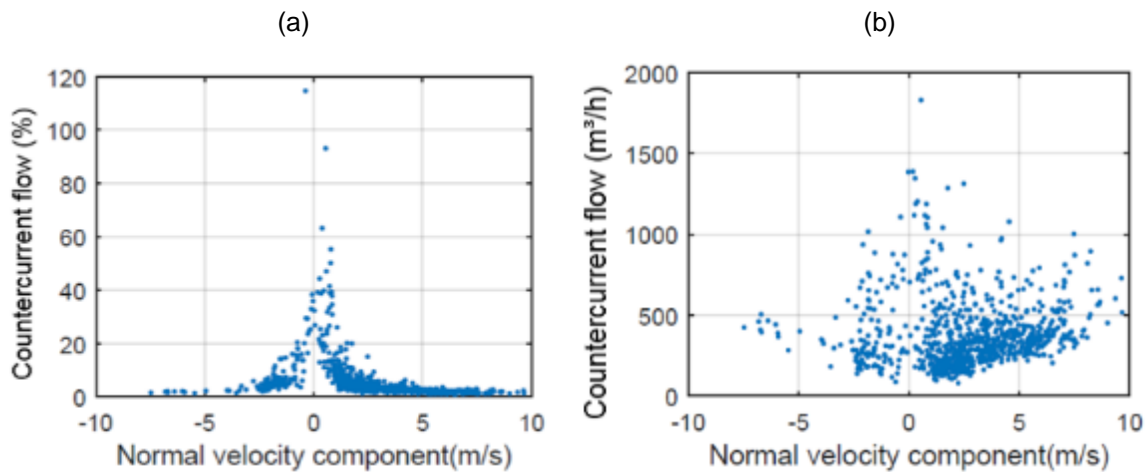 (a)
(b)
Countercurrent flow (%)
120
100
80
60
40
20
0
-10 -5 0 5 10
Normal velocity component(m/s)
Countercurrent flow (m³/h)
2000
1500
1000
500
0
-10 -5 0 5 10
Normal velocity component(m/s)